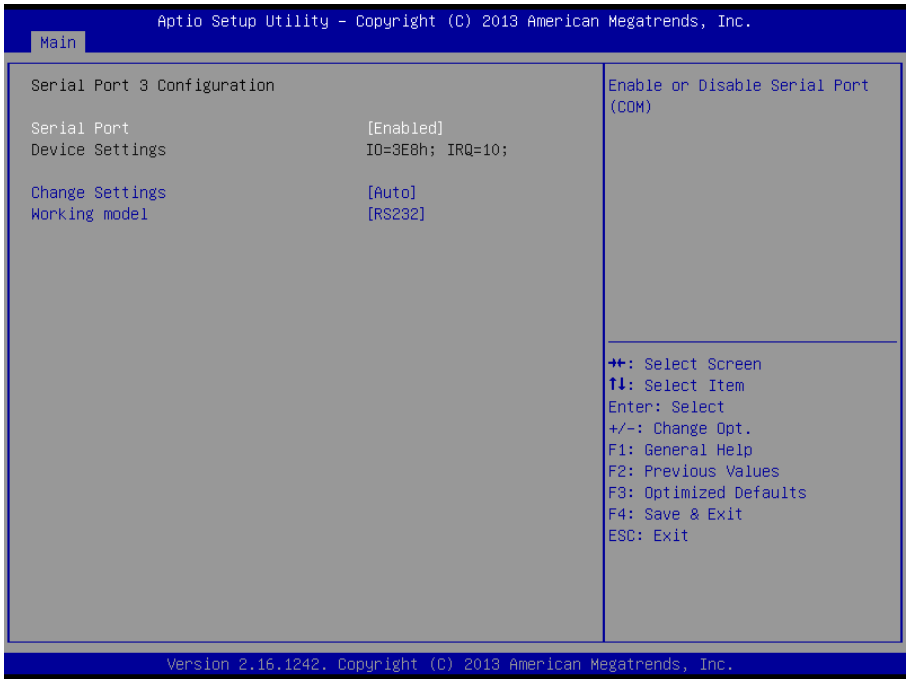 Aptio Setup Utility – Copyright (C) 2013 American Megatrends, Inc.
Main
Serial Port 3 Configuration
Serial Port [Enabled]
Device Settings IO=3E8h; IRQ=10;
Change Settings [Auto]
Working model [RS232]
Enable or Disable Serial Port
(COM)
→←: Select Screen
↑↓: Select Item
Enter: Select
+/-: Change Opt.
F1: General Help
F2: Previous Values
F3: Optimized Defaults
F4: Save & Exit
ESC: Exit
Version 2.16.1242. Copyright (C) 2013 American Megatrends, Inc.